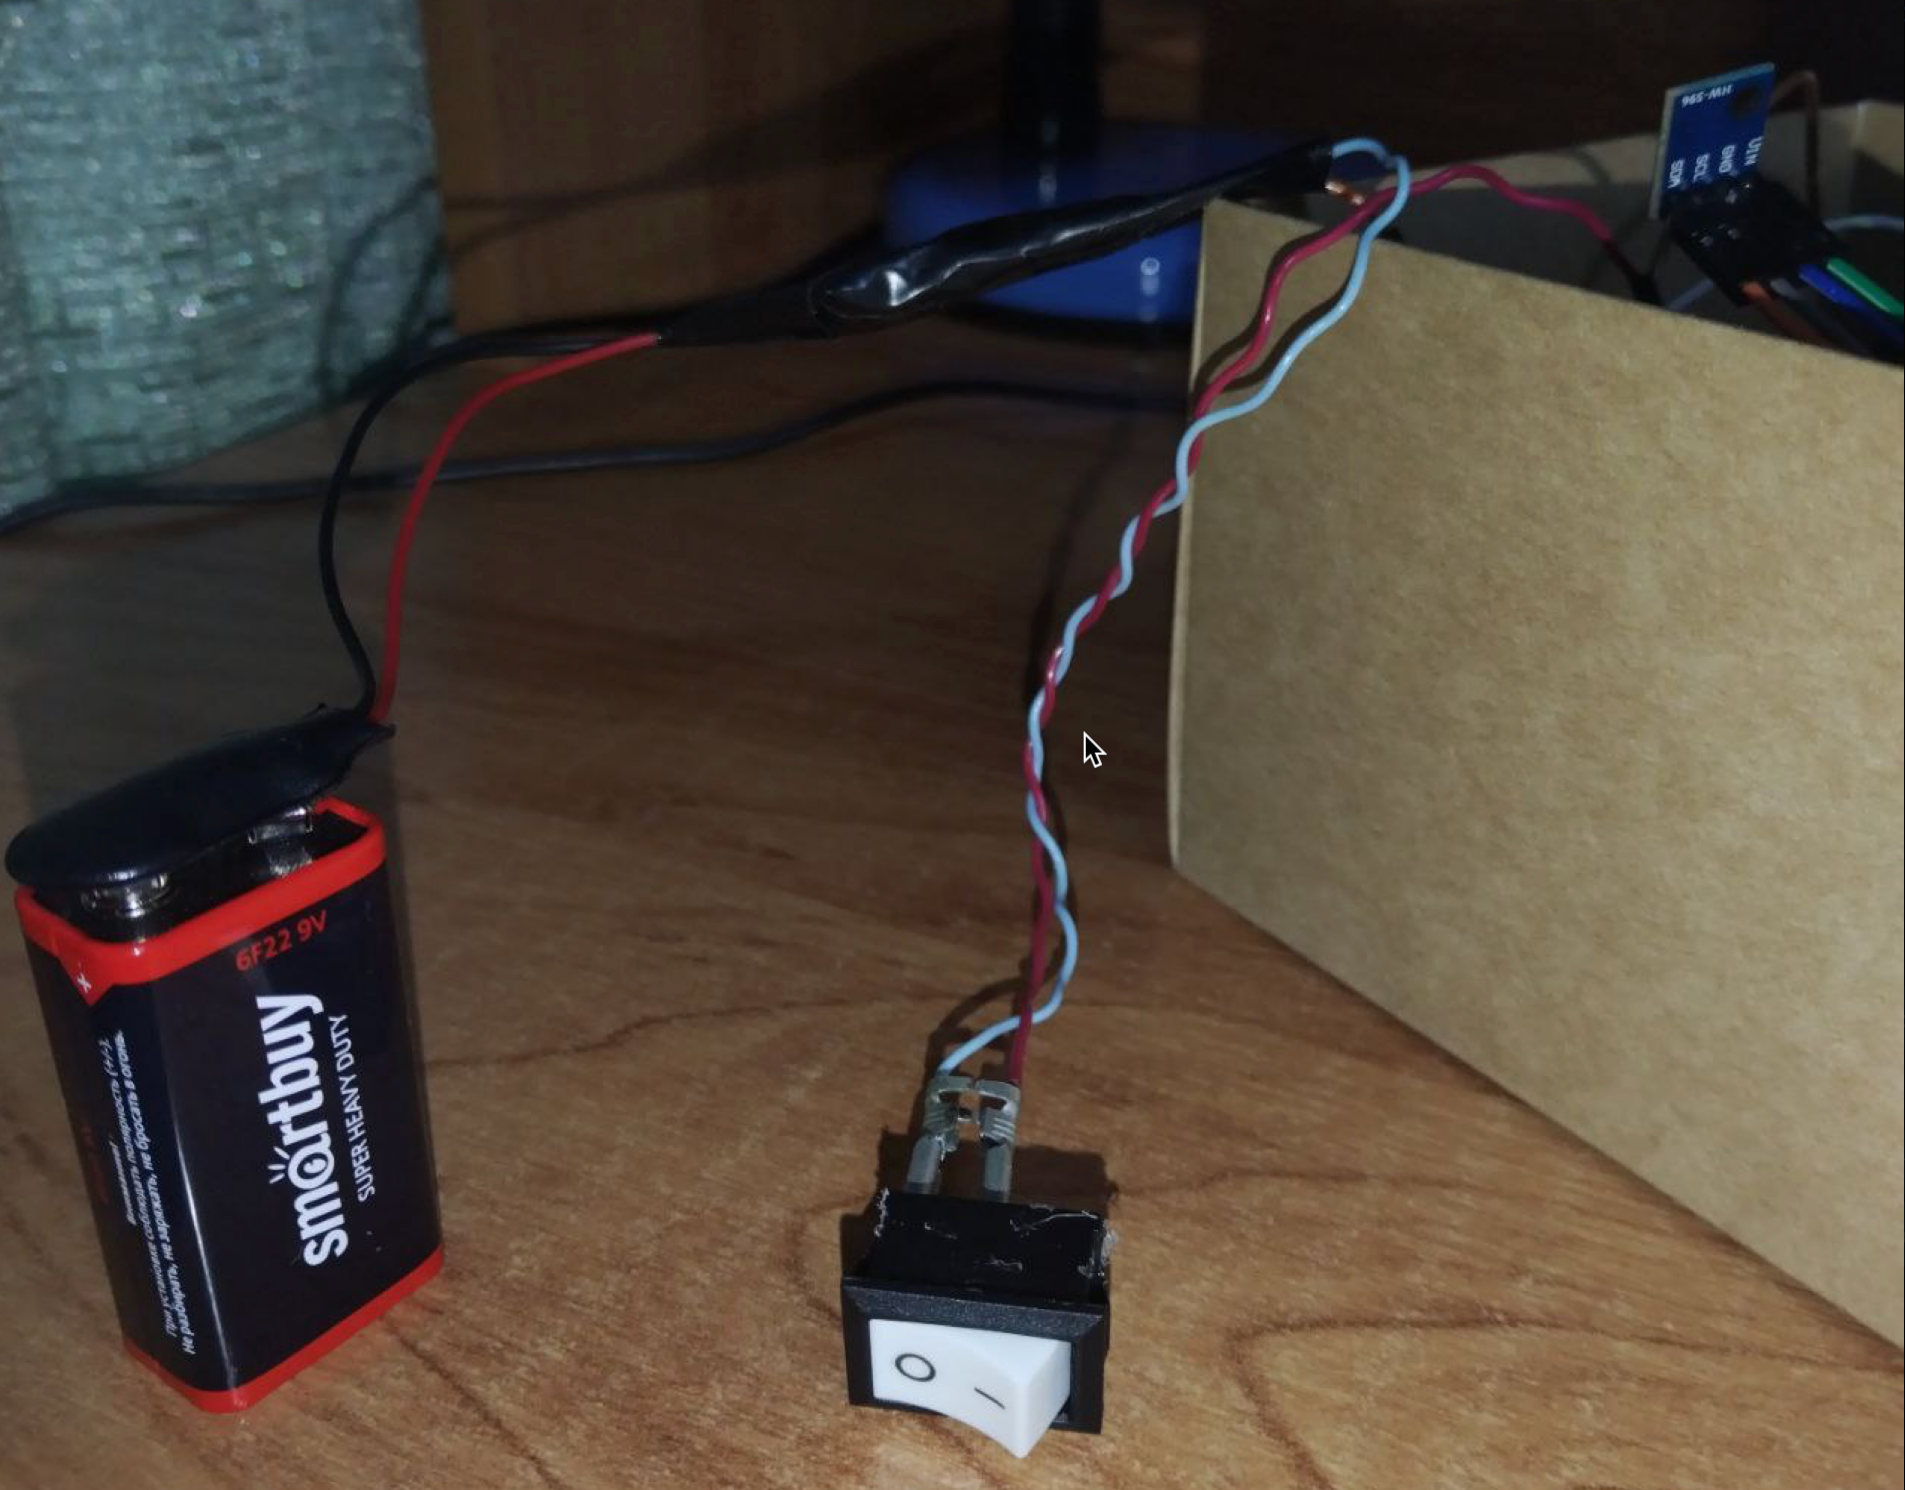 HW-596
VIN
GND
SCL
SDA
6F22 9V
smartbuy
SUPER HEAVY DUTY
Внимание!
При установке соблюдать полярность (+/-).
Не разбирать, не заряжать, не бросать в огонь.
+
O